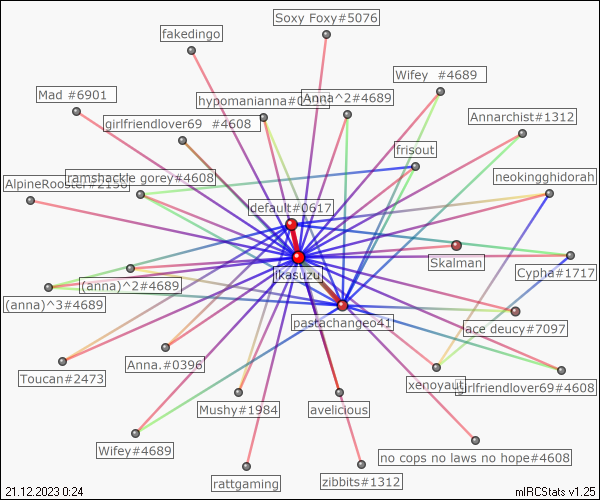 Soxy Foxy#5076
fakedingo
Wifey #4689
Mad #6901
hypomanianna#0
Anna^2#4689
Annarchist#1312
girlfriendlover69 #4608
frisout
ramshackle gorey#4608
neokingghidorah
AlpineRooster#2150
default#0617
Skalman
Cypha#1717
ikasuzu
(anna)^2#4689
(anna)^3#4689
pastachangeo41
lace deucy#7097
Anna.#0396
Toucan#2473
xenoyaut
girlfriendlover69#4608
Mushy#1984
avelicious
Wifey#4689
no cops no laws no hope#4608
rattgaming
zibbits#1312
21.12.2023 0:24
mIRCStats v1.25